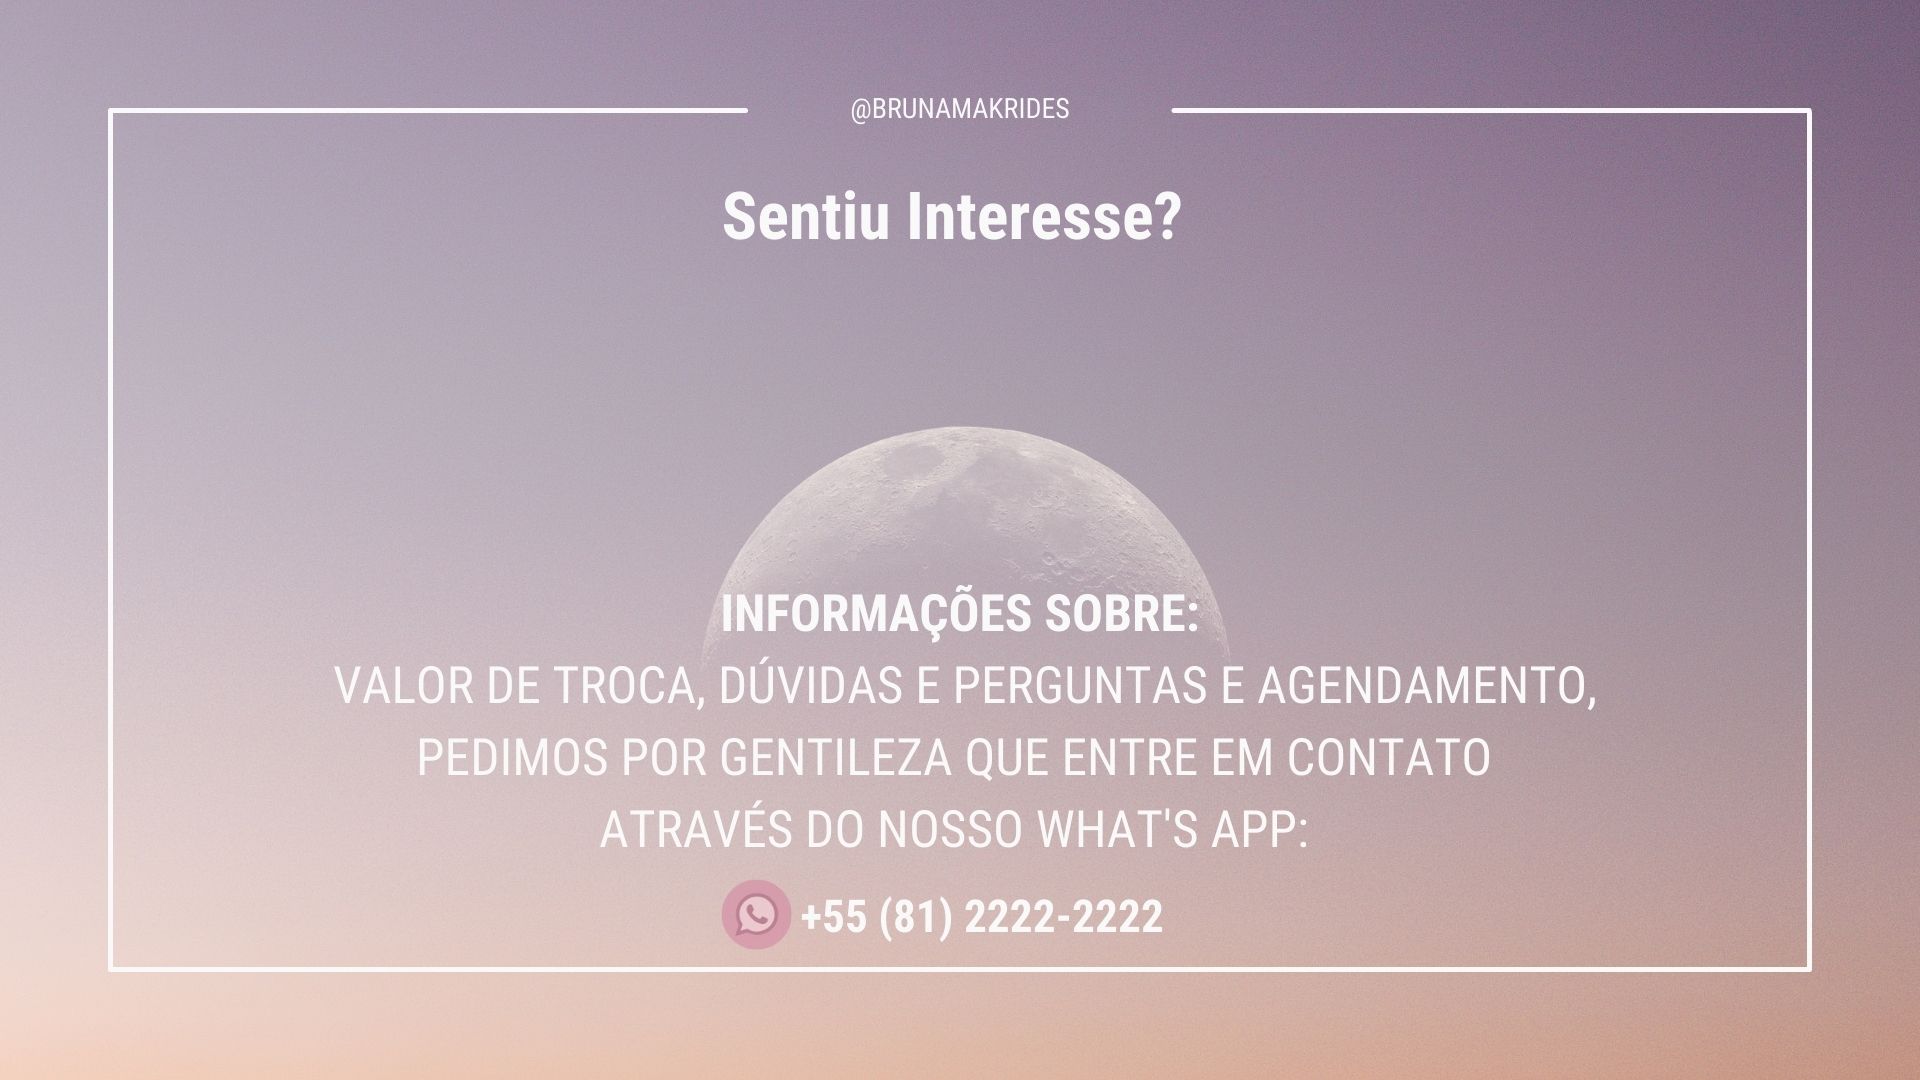 @BRUNAMAKRIDES
Sentiu Interesse?
INFORMAÇÕES SOBRE:
VALOR DE TROCA, DÚVIDAS E PERGUNTAS E AGENDAMENTO,
PEDIMOS POR GENTILEZA QUE ENTRE EM CONTATO
ATRAVÉS DO NOSSO WHAT'S APP:
+55 (81) 2222-2222